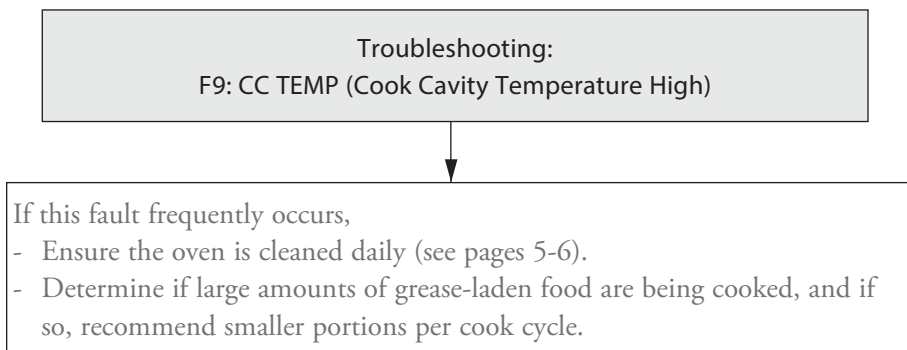 Troubleshooting:
F9: CC TEMP (Cook Cavity Temperature High)
If this fault frequently occurs,
- Ensure the oven is cleaned daily (see pages 5-6).
- Determine if large amounts of grease-laden food are being cooked, and if
so, recommend smaller portions per cook cycle.